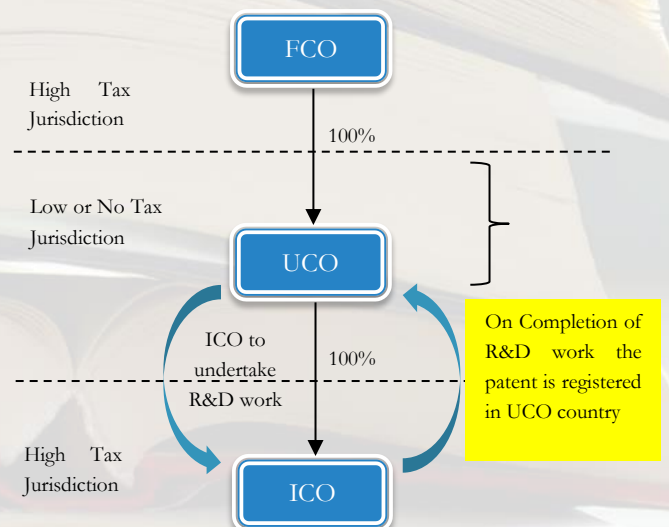 FCO
High Tax
Jurisdiction
100%
Low or No Tax
Jurisdiction
UCO
ICO to
undertake
R&D work
100%
On Completion of
R&D work the
patent is registered
in UCO country
High Tax
Jurisdiction
ICO